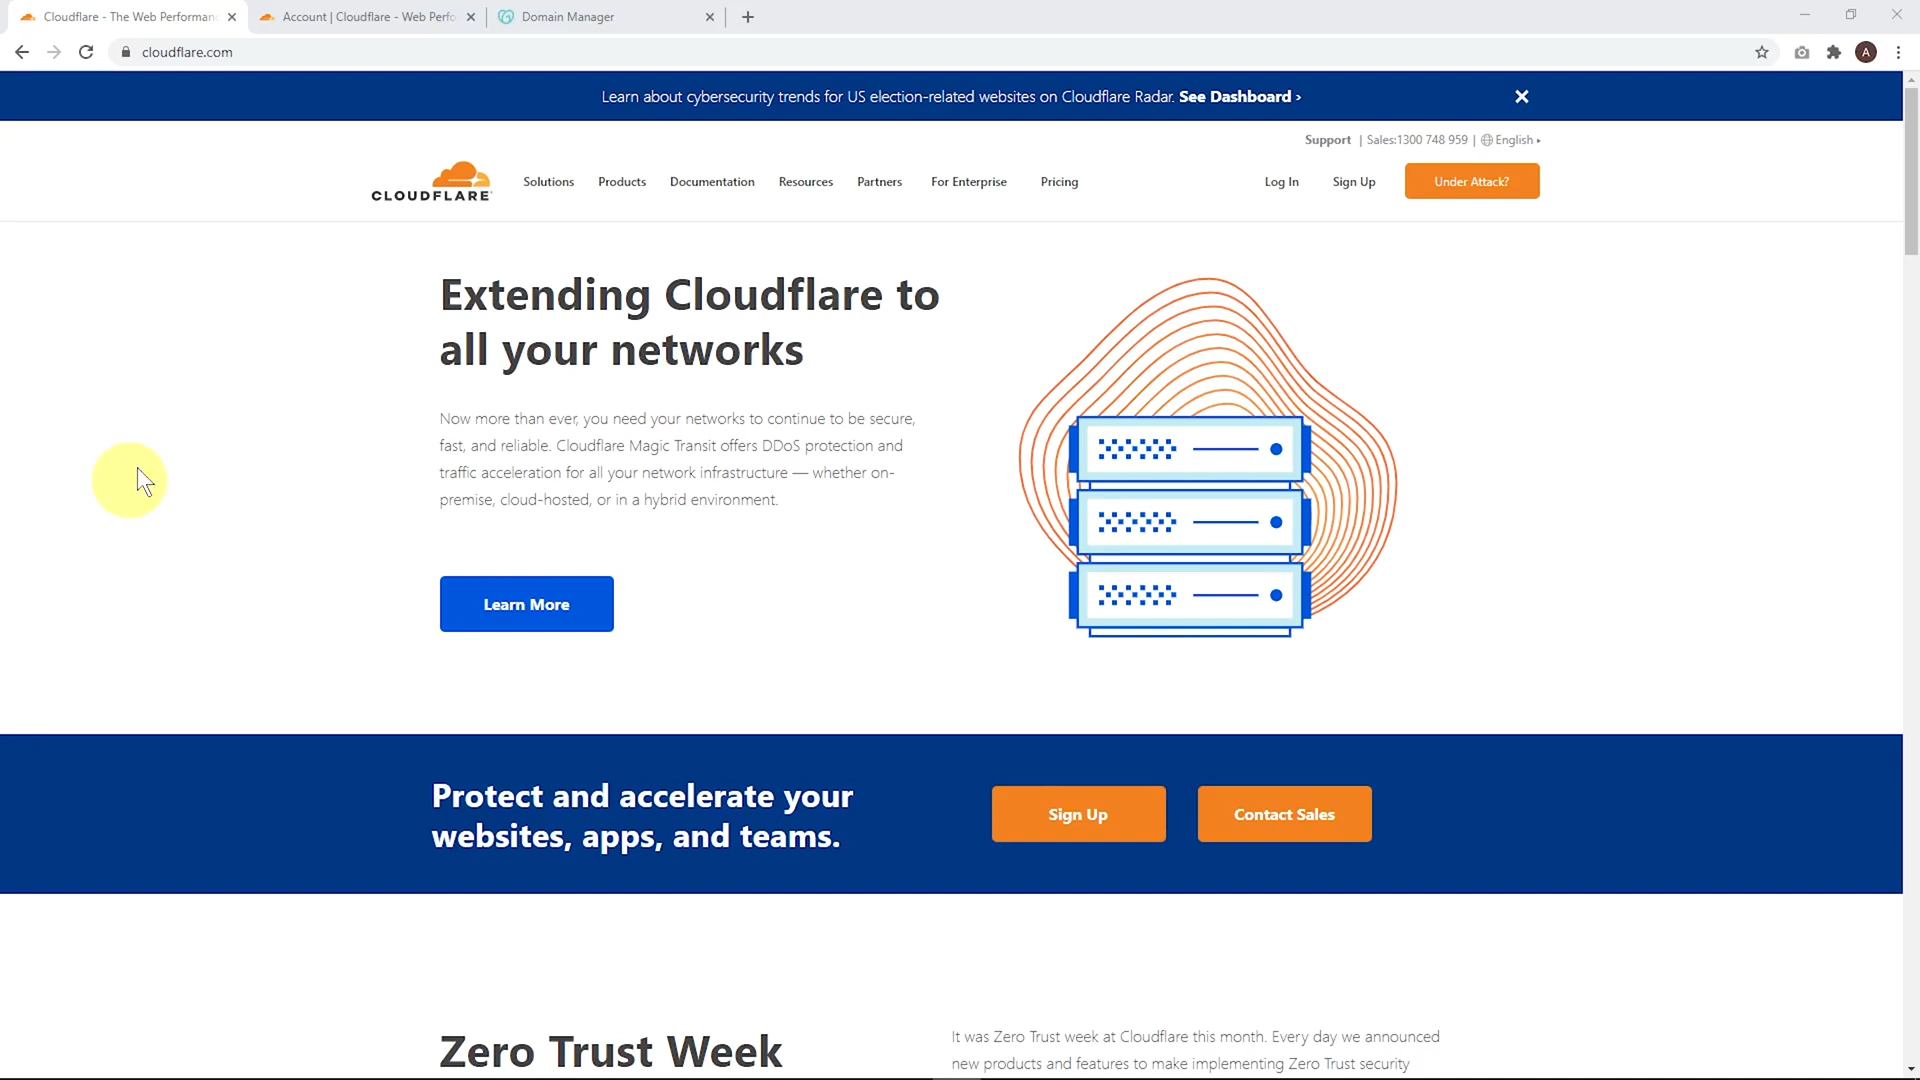 Cloudflare - The Web Performanc
Account | Cloudflare - Web Perfo
Domain Manager
cloudflare.com
A
Learn about cybersecurity trends for US election-related websites on Cloudflare Radar. See Dashboard ›
Support | Sales:1300 748 959 | English
CLOUDFLARE
Solutions
Products
Documentation
Resources
Partners
For Enterprise
Pricing
Log In
Sign Up
Under Attack?
Extending Cloudflare to
all your networks
Now more than ever, you need your networks to continue to be secure,
fast, and reliable. Cloudflare Magic Transit offers DDoS protection and
traffic acceleration for all your network infrastructure — whether on-
premise, cloud-hosted, or in a hybrid environment.
Learn More
Protect and accelerate your
websites, apps, and teams.
Sign Up
Contact Sales
Zero Trust Week
It was Zero Trust week at Cloudflare this month. Every day we announced
new products and features to make implementing Zero Trust security